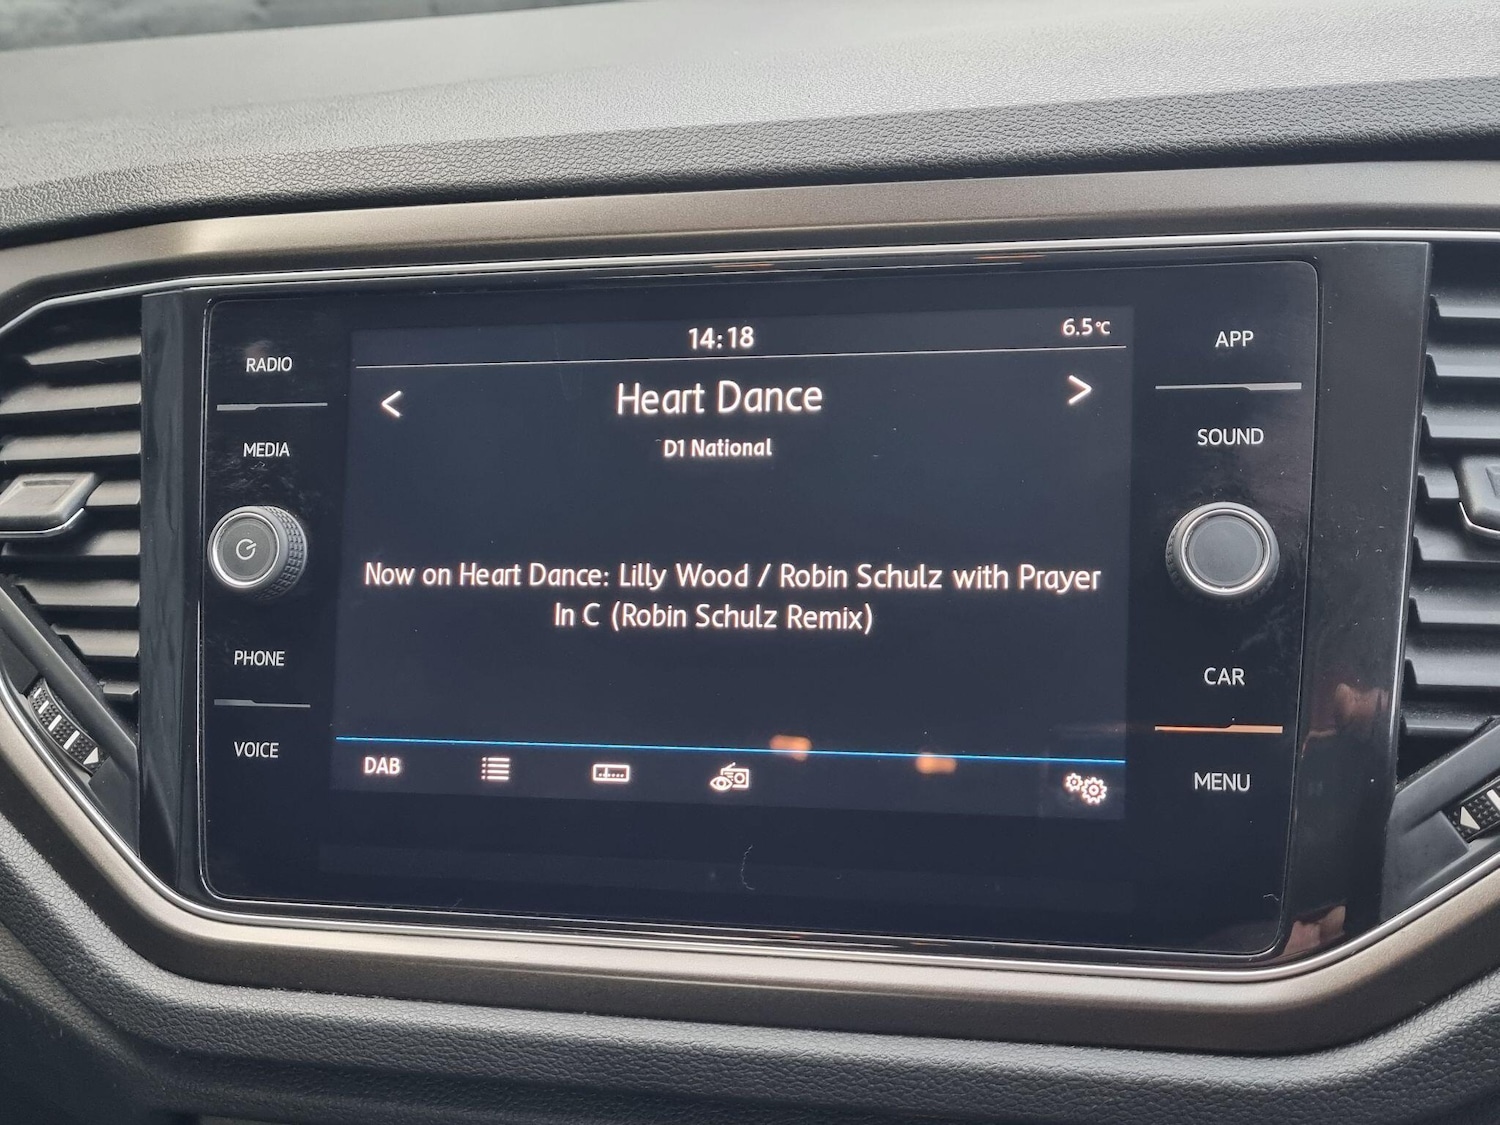 14:18
6.5°C
<
Heart Dance
>
D1 National
Now on Heart Dance: Lilly Wood / Robin Schulz with Prayer
In C (Robin Schulz Remix)
DAB
RADIO
MEDIA
PHONE
VOICE
APP
SOUND
CAR
MENU